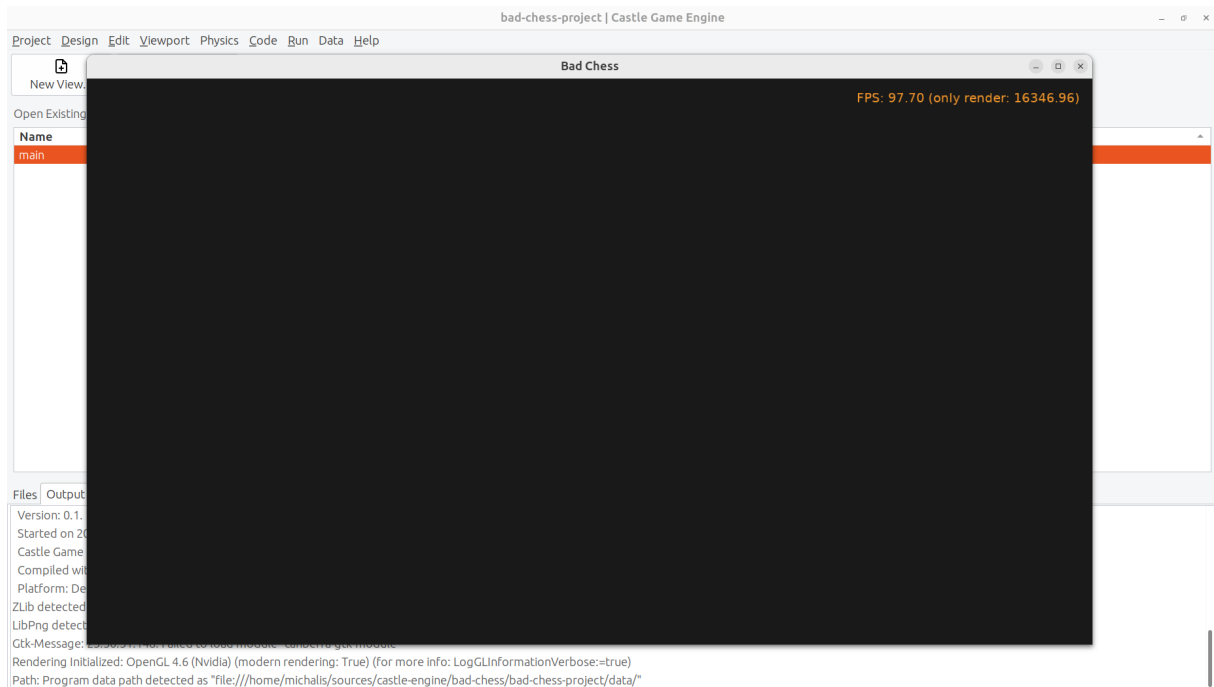 bad-chess-project | Castle Game Engine
Project Design Edit Viewport Physics Code Run Data Help
Bad Chess
New View.
FPS: 97.70 (only render: 16346.96)
Open Existing
Name
main
Files Output
Version: 0.1.
Started on 20
Castle Game
Compiled wit
Platform: De
ZLib detected
LibPng detect
Gtk-Message:
Rendering Initialized: OpenGL 4.6 (Nvidia) (modern rendering: True) (for more info: LogGLInformationVerbose:=true)
Path: Program data path detected as "file:///home/michalis/sources/castle-engine/bad-chess/bad-chess-project/data/"